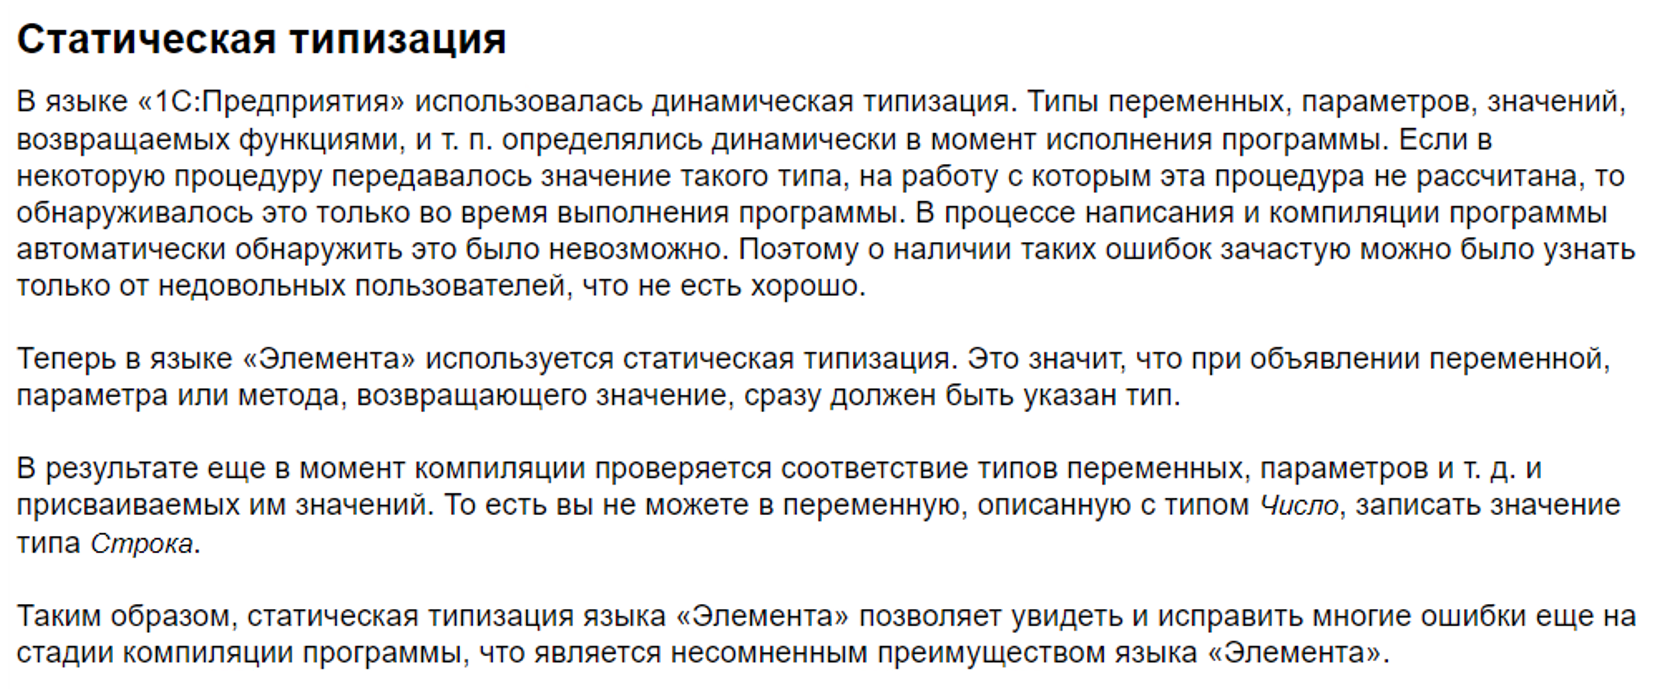 Статическая типизация
В языке «1С:Предприятия» использовалась динамическая типизация. Типы переменных, параметров, значений,
возвращаемых функциями, и т. п. определялись динамически в момент исполнения программы. Если в
некоторую процедуру передавалось значение такого типа, на работу с которым эта процедура не рассчитана, то
обнаруживалось это только во время выполнения программы. В процессе написания и компиляции программы
автоматически обнаружить это было невозможно. Поэтому о наличии таких ошибок зачастую можно было узнать
только от недовольных пользователей, что не есть хорошо.
Теперь в языке «Элемента» используется статическая типизация. Это значит, что при объявлении переменной,
параметра или метода, возвращающего значение, сразу должен быть указан тип.
В результате еще в момент компиляции проверяется соответствие типов переменных, параметров и т. д. и
присваиваемых им значений. То есть вы не можете в переменную, описанную с типом Число, записать значение
типа Строка.
Таким образом, статическая типизация языка «Элемента» позволяет увидеть и исправить многие ошибки еще на
стадии компиляции программы, что является несомненным преимуществом языка «Элемента».